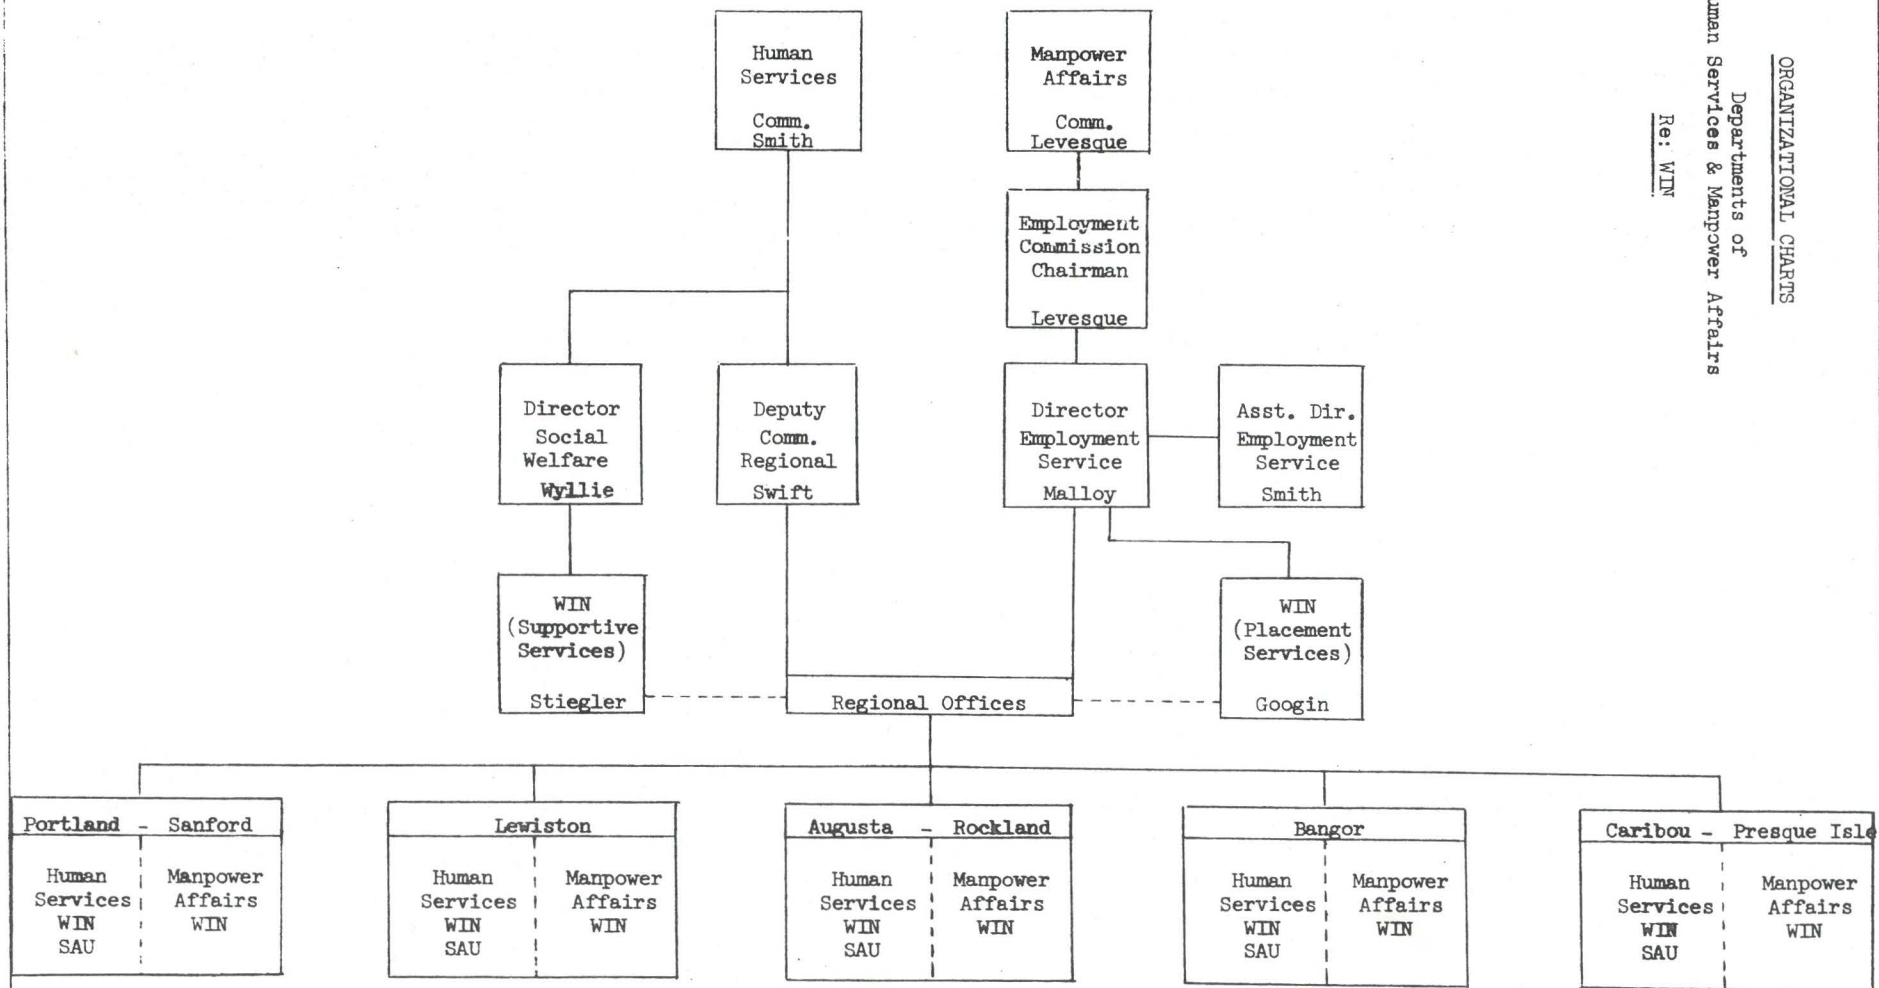 ORGANIZATIONAL CHARTS
Departments of
uman Services & Manpower Affairs
Re: WIN
Human
Services
Comm.
Smith
Manpower
Affairs
Comm.
Levesque
Employment
Commission
Chairman
Levesque
Director
Social
Welfare
Wyllie
Deputy
Comm.
Regional
Swift
Director
Employment
Service
Malloy
Asst. Dir.
Employment
Service
Smith
WIN
(Supportive
Services)
Stiegler
Regional Offices
WIN
(Placement
Services)
Googin
Portland - Sanford
Human
Services
WIN
SAU
Manpower
Affairs
WIN
Lewiston
Human
Services
WIN
SAU
Manpower
Affairs
WIN
Augusta - Rockland
Human
Services
WIN
SAU
Manpower
Affairs
WIN
Bangor
Human
Services
WIN
SAU
Manpower
Affairs
WIN
Caribou - Presque Isle
Human
Services
WIN
SAU
Manpower
Affairs
WIN